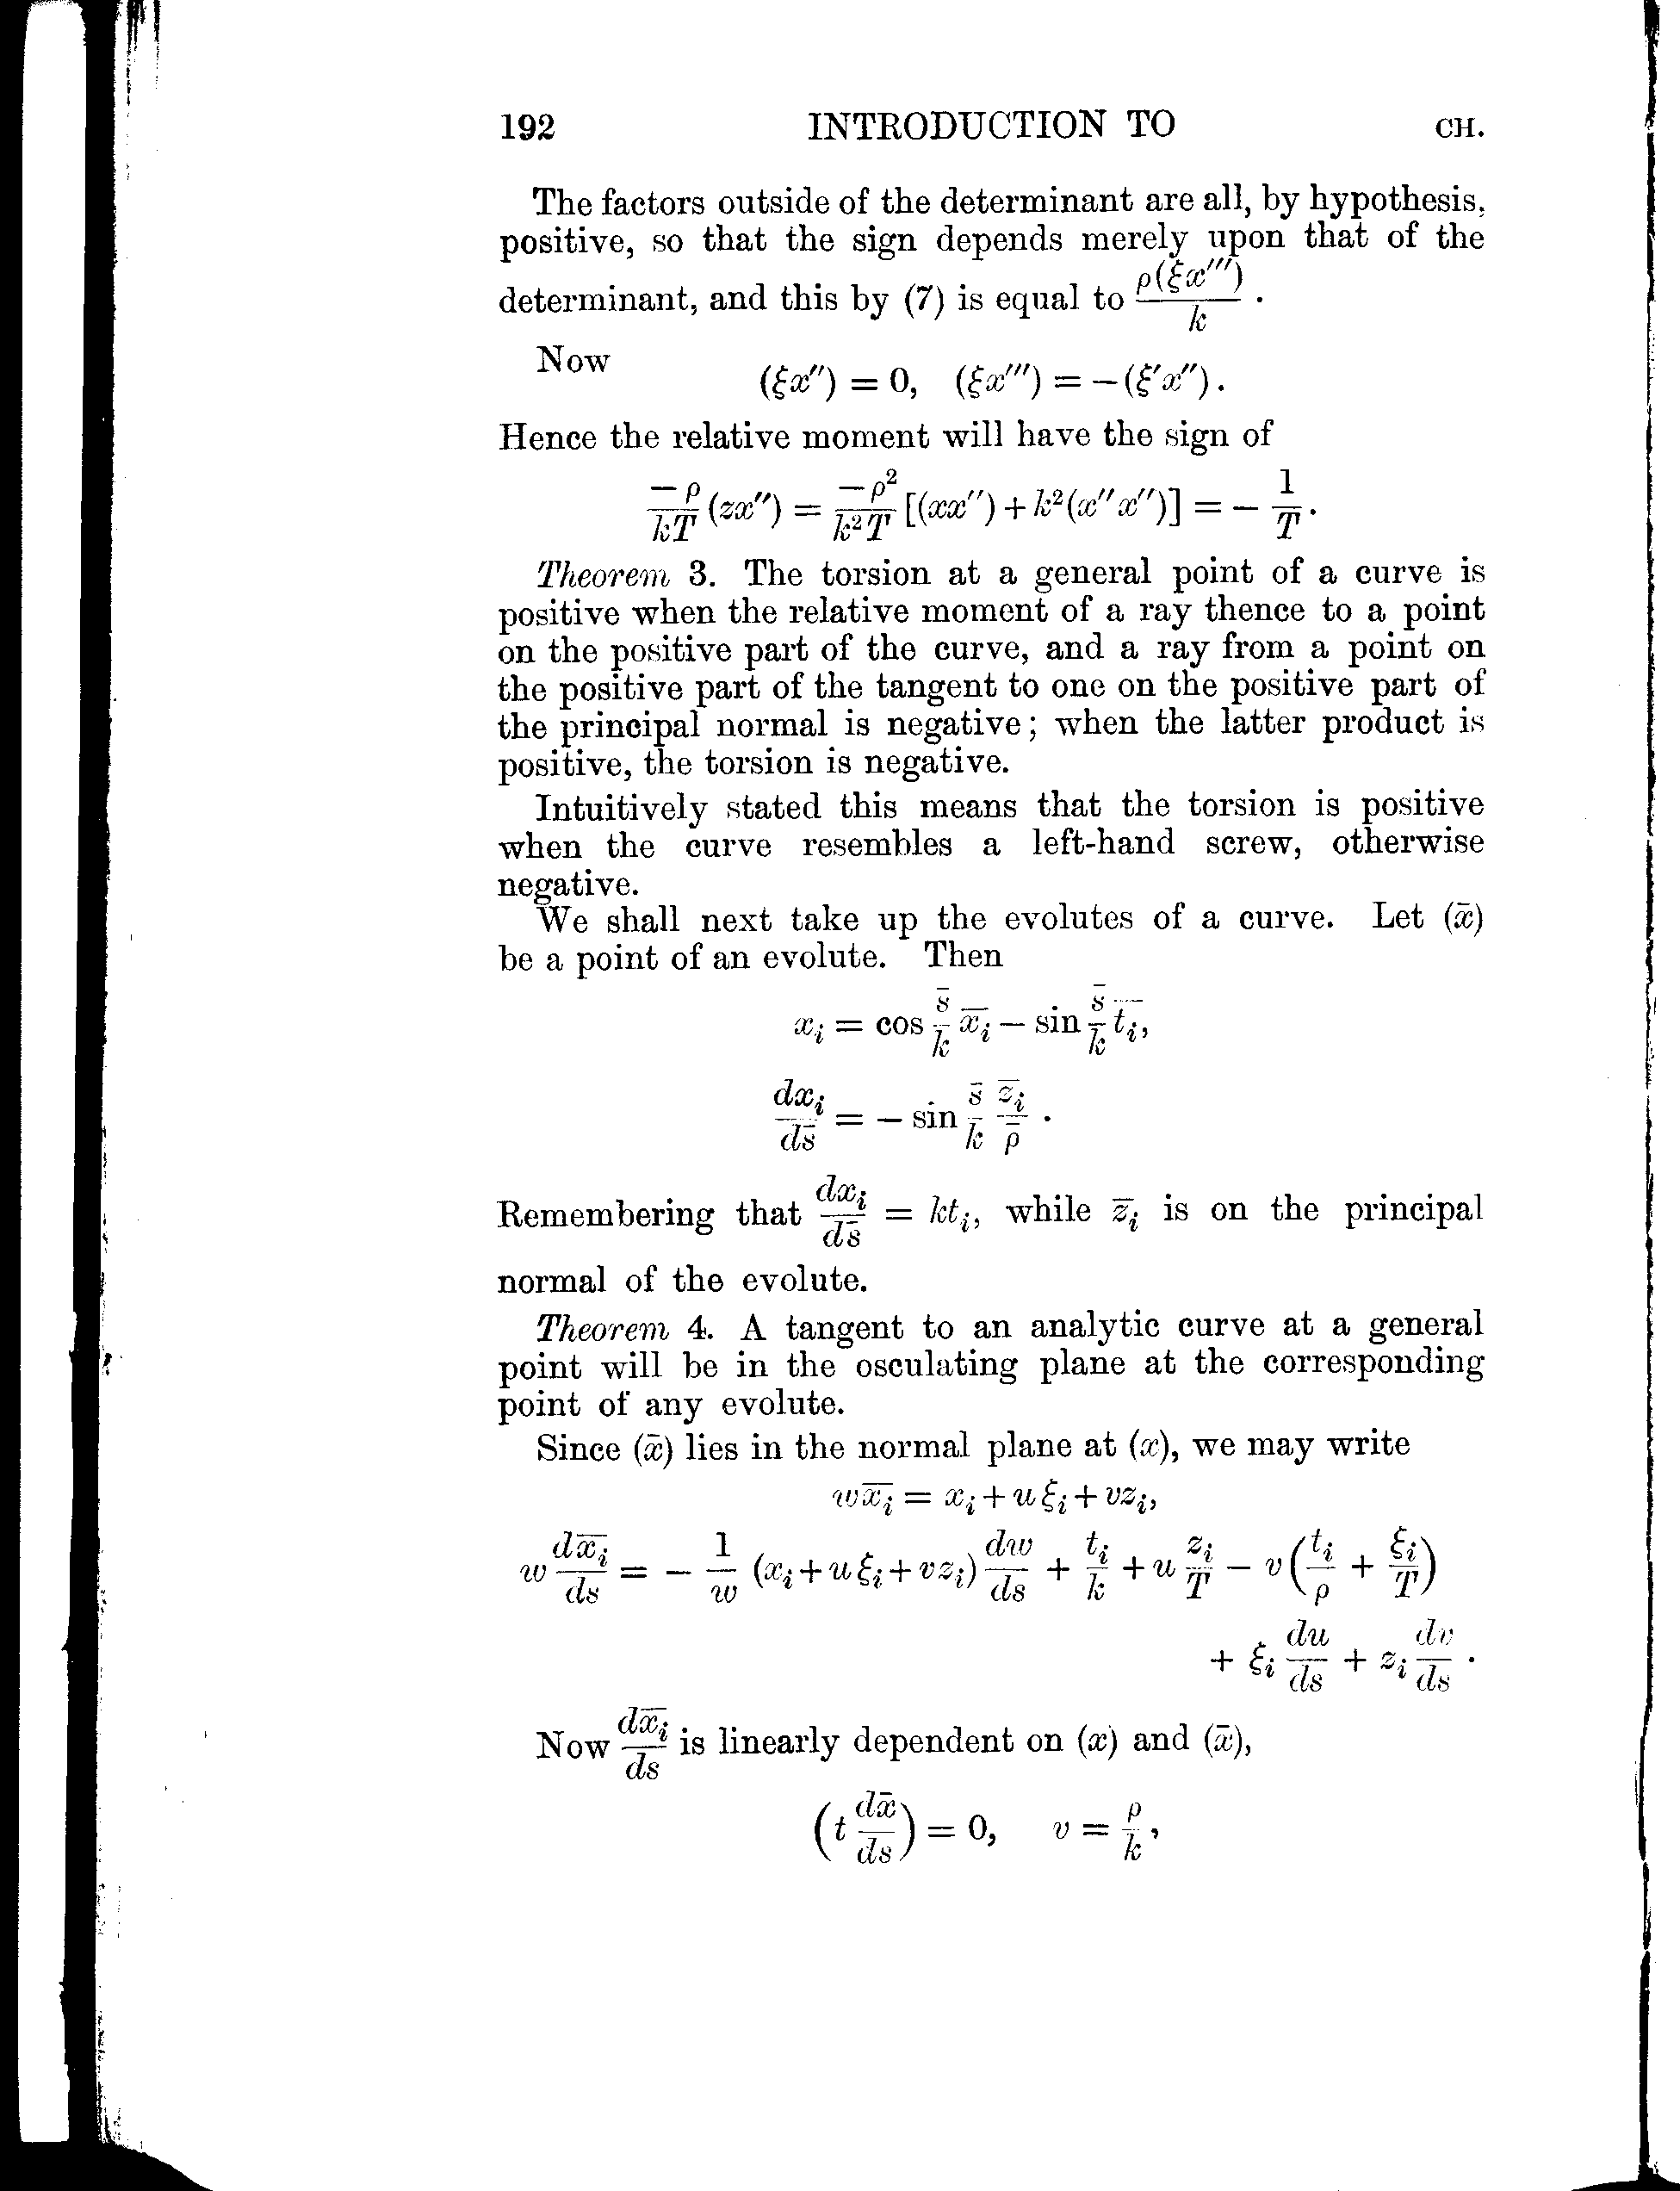 192 INTRODUCTION TO CH.
The factors outside of the determinant are all, by hypothesis,
positive, so that the sign depends merely upon that of the
determinant, and this by (7) is equal to $\frac{\rho(\xi x''')}{k}$.
Now
$(\xi x'') = 0, \quad (\xi x''') = -(\xi' x'').$
Hence the relative moment will have the sign of
$\frac{-\rho}{kT}(zx'') = \frac{-\rho^2}{k^2T}[(xx'') + k^2(x''x'')] = -\frac{1}{T}.$
Theorem 3. The torsion at a general point of a curve is
positive when the relative moment of a ray thence to a point
on the positive part of the curve, and a ray from a point on
the positive part of the tangent to one on the positive part of
the principal normal is negative; when the latter product is
positive, the torsion is negative.
Intuitively stated this means that the torsion is positive
when the curve resembles a left-hand screw, otherwise
negative.
We shall next take up the evolutes of a curve. Let $(\bar{x})$
be a point of an evolute. Then
$x_i = \cos\frac{\bar{s}}{k}\,\overline{x_i} - \sin\frac{\bar{s}}{k}\,\overline{t_i},$
$\frac{dx_i}{d\bar{s}} = -\sin\frac{\bar{s}}{k}\,\frac{\overline{z_i}}{\bar{\rho}}.$
Remembering that $\frac{dx_i}{d\bar{s}} = kt_i$, while $\bar{z}_i$ is on the principal
normal of the evolute.
Theorem 4. A tangent to an analytic curve at a general
point will be in the osculating plane at the corresponding
point of any evolute.
Since $(\bar{x})$ lies in the normal plane at $(x)$, we may write
$w\overline{x_i} = x_i + u\xi_i + vz_i,$
$w\frac{d\overline{x_i}}{ds} = -\frac{1}{w}(x_i + u\xi_i + vz_i)\frac{dw}{ds} + \frac{t_i}{k} + u\frac{z_i}{T} - v\left(\frac{t_i}{\rho} + \frac{\xi_i}{T}\right)$
$+ \xi_i\frac{du}{ds} + z_i\frac{dv}{ds}.$
Now $\frac{d\overline{x_i}}{ds}$ is linearly dependent on $(x)$ and $(\bar{x})$,
$\left(t\frac{d\bar{x}}{ds}\right) = 0, \quad v = \frac{\rho}{k},$